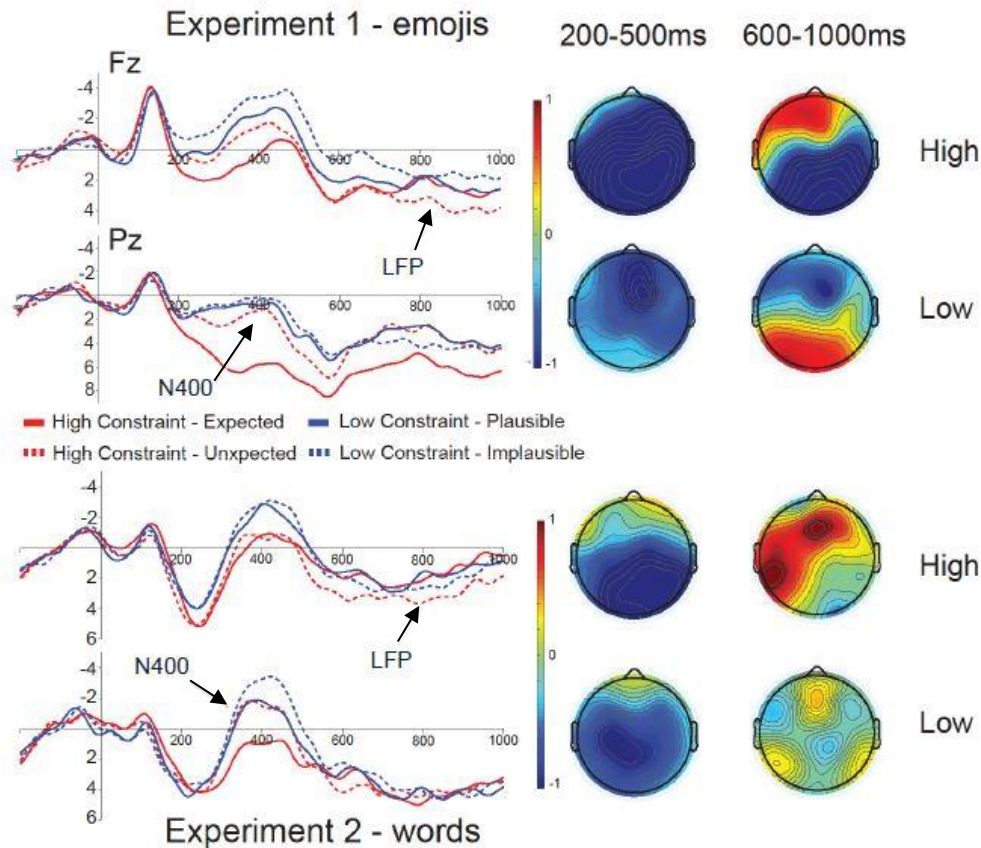 Experiment 1 - emojis
200-500ms
600-1000ms
Fz
-4
-2
2
4
200
400
600
800
1000
LFP
1
0
-1
High
Pz
-4
-2
2
4
6
8
200
400
600
800
1000
N400
Low
High Constraint - Expected
Low Constraint - Plausible
High Constraint - Unxpected
Low Constraint - Implausible
-4
-2
2
4
6
200
400
600
800
1000
LFP
1
0
-1
High
N400
-2
2
4
6
200
400
600
800
1000
Low
Experiment 2 - words